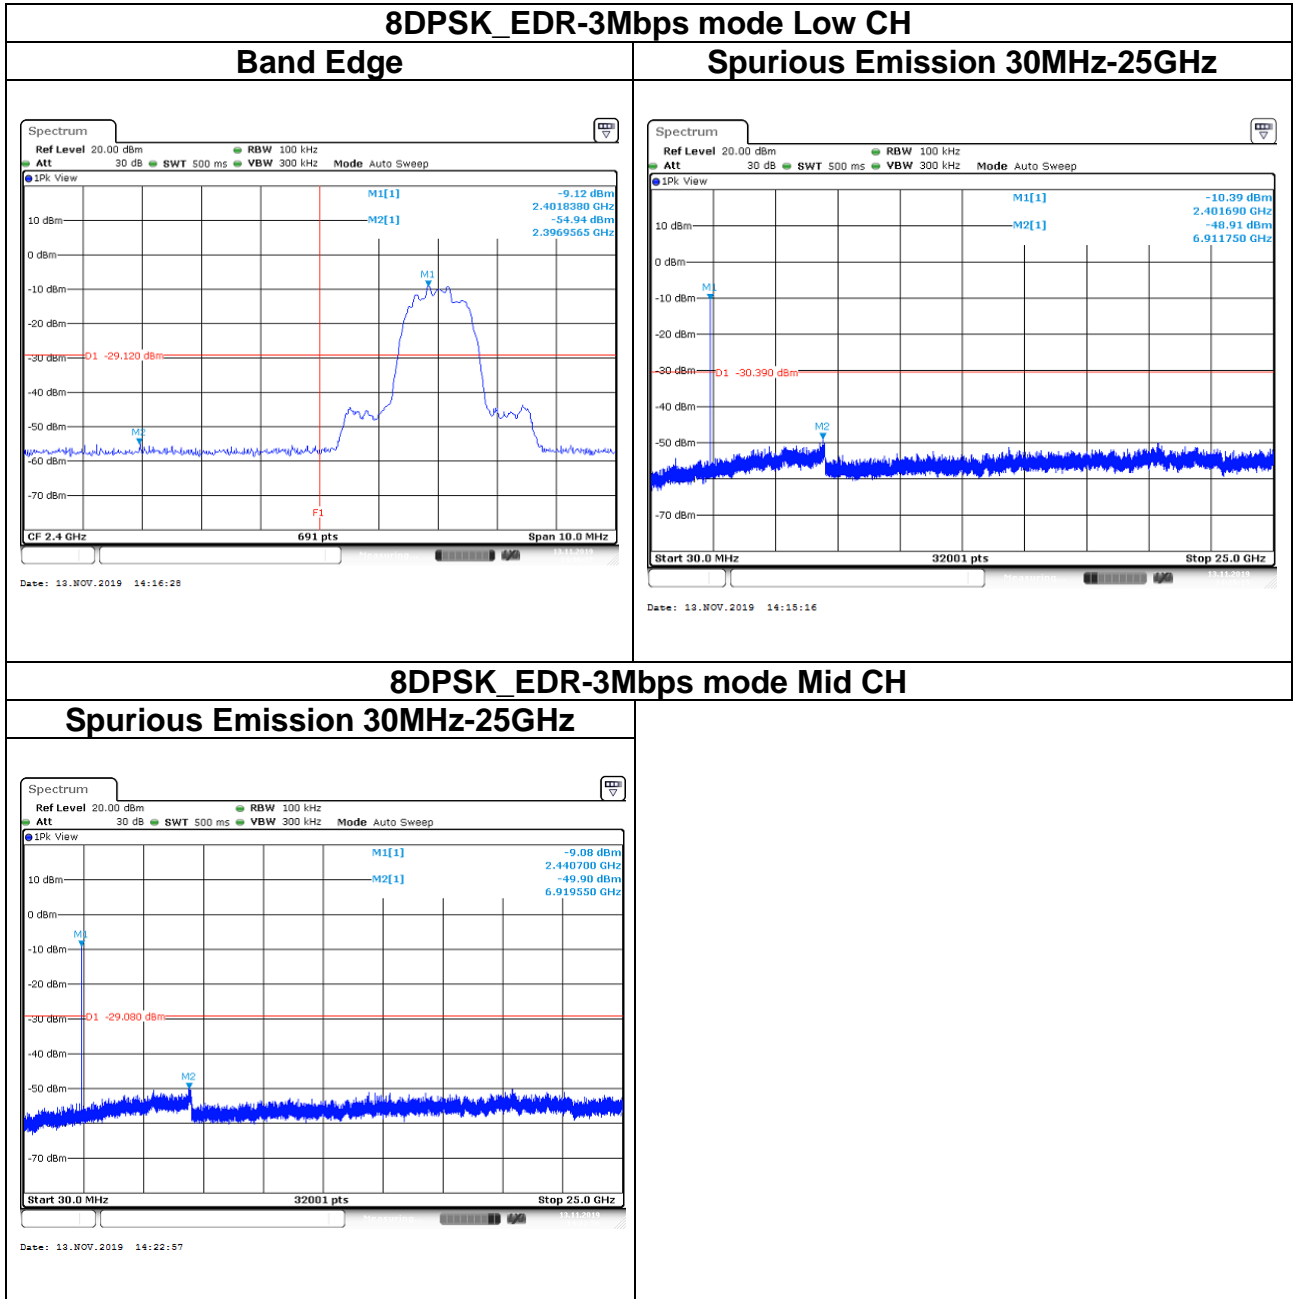 8DPSK_EDR-3Mbps mode Low CH
Band Edge
Spurious Emission 30MHz-25GHz
Spectrum
Ref Level 20.00 dBm RBW 100 kHz
Att 30 dB SWT 500 ms VBW 300 kHz Mode Auto Sweep
1Pk View
M1[1] -9.12 dBm
2.4018380 GHz
M2[1] -54.94 dBm
2.3969565 GHz
10 dBm
0 dBm
M1
-10 dBm
-20 dBm
-30 dBm
D1 -29.120 dBm
-40 dBm
-50 dBm
M2
-60 dBm
-70 dBm
F1
CF 2.4 GHz 691 pts Span 10.0 MHz
Measuring
13.11.2019
Date: 13.NOV.2019 14:16:28
Spectrum
Ref Level 20.00 dBm RBW 100 kHz
Att 30 dB SWT 500 ms VBW 300 kHz Mode Auto Sweep
1Pk View
M1[1] -10.39 dBm
2.401690 GHz
M2[1] -48.91 dBm
6.911750 GHz
10 dBm
0 dBm
M1
-10 dBm
-20 dBm
-30 dBm
D1 -30.390 dBm
-40 dBm
M2
-50 dBm
-70 dBm
Start 30.0 MHz 32001 pts Stop 25.0 GHz
Measuring
13.11.2019
Date: 13.NOV.2019 14:15:16
8DPSK_EDR-3Mbps mode Mid CH
Spurious Emission 30MHz-25GHz
Spectrum
Ref Level 20.00 dBm RBW 100 kHz
Att 30 dB SWT 500 ms VBW 300 kHz Mode Auto Sweep
1Pk View
M1[1] -9.08 dBm
2.440700 GHz
M2[1] -49.90 dBm
6.919550 GHz
10 dBm
0 dBm
M1
-10 dBm
-20 dBm
-30 dBm
D1 -29.080 dBm
-40 dBm
M2
-50 dBm
-70 dBm
Start 30.0 MHz 32001 pts Stop 25.0 GHz
Measuring
13.11.2019
Date: 13.NOV.2019 14:22:57